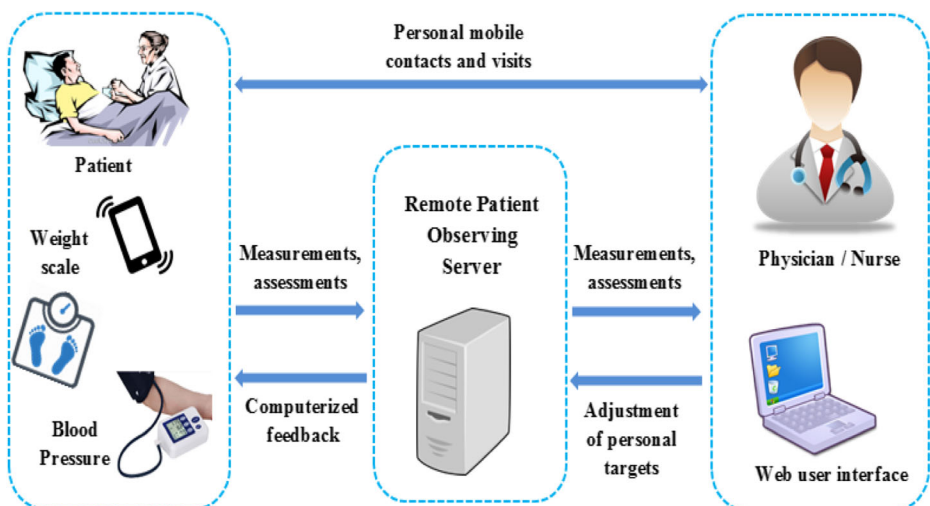 Personal mobile
contacts and visits
Patient
Weight
scale
Blood
Pressure
Measurements,
assessments
Computerized
feedback
Remote Patient
Observing
Server
Measurements,
assessments
Adjustment
of personal
targets
Physician / Nurse
Web user interface